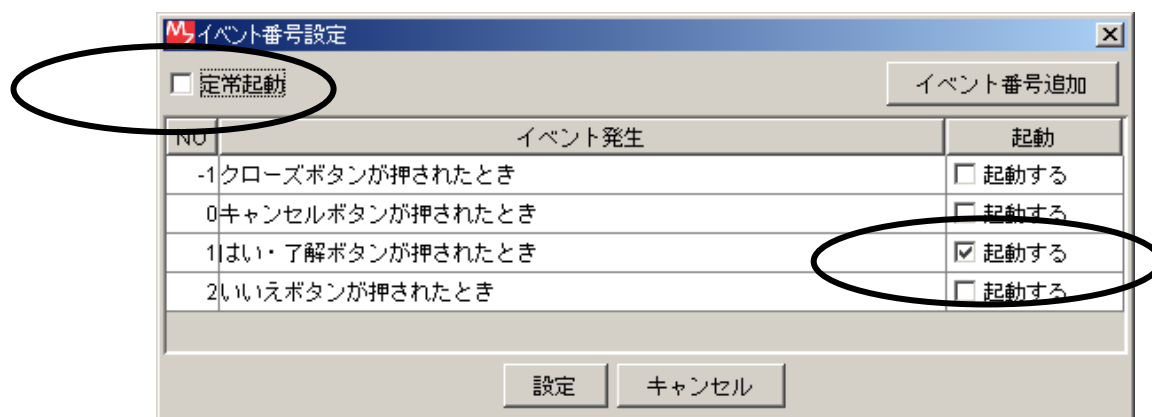 イベント番号設定
定常起動
イベント番号追加
NO イベント発生 起動
-1 クローズボタンが押されたとき 起動する
0 キャンセルボタンが押されたとき 起動する
1 はい・了解ボタンが押されたとき 起動する
2 いいえボタンが押されたとき 起動する
設定 キャンセル